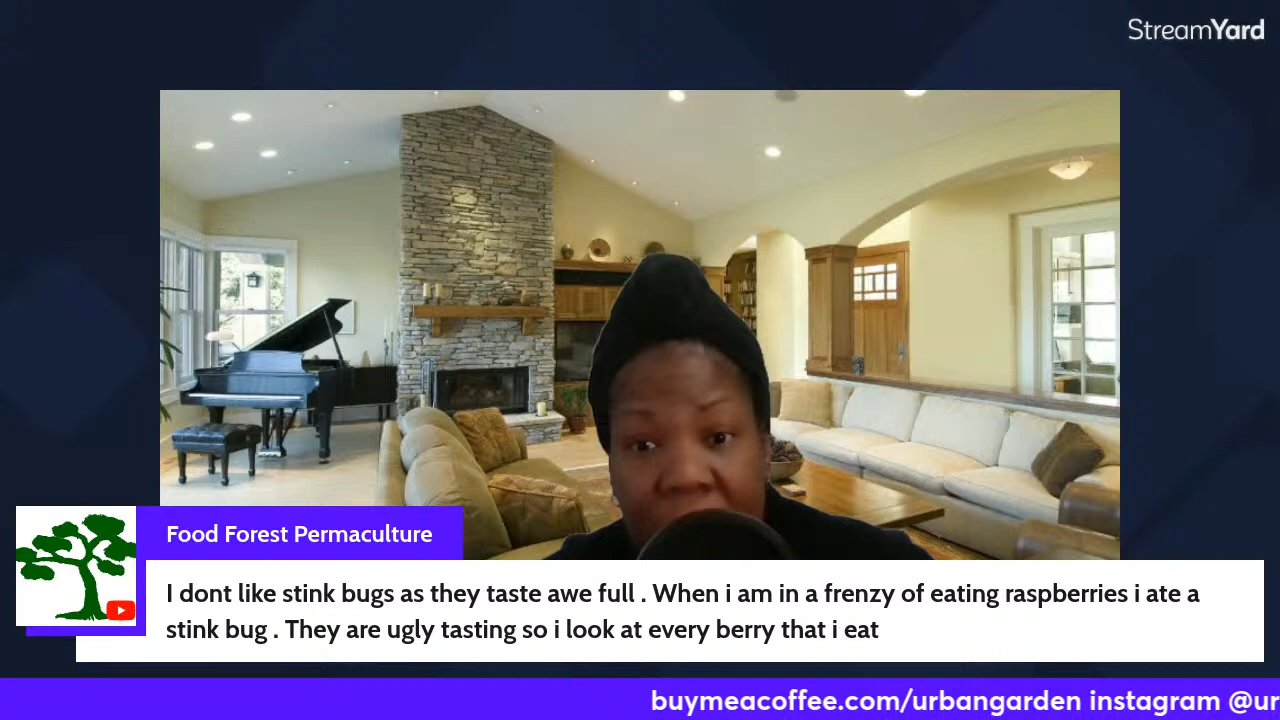 StreamYard
Food Forest Permaculture
I dont like stink bugs as they taste awe full . When i am in a frenzy of eating raspberries i ate a
stink bug . They are ugly tasting so i look at every berry that i eat
buymeacoffee.com/urbangarden instagram @ur